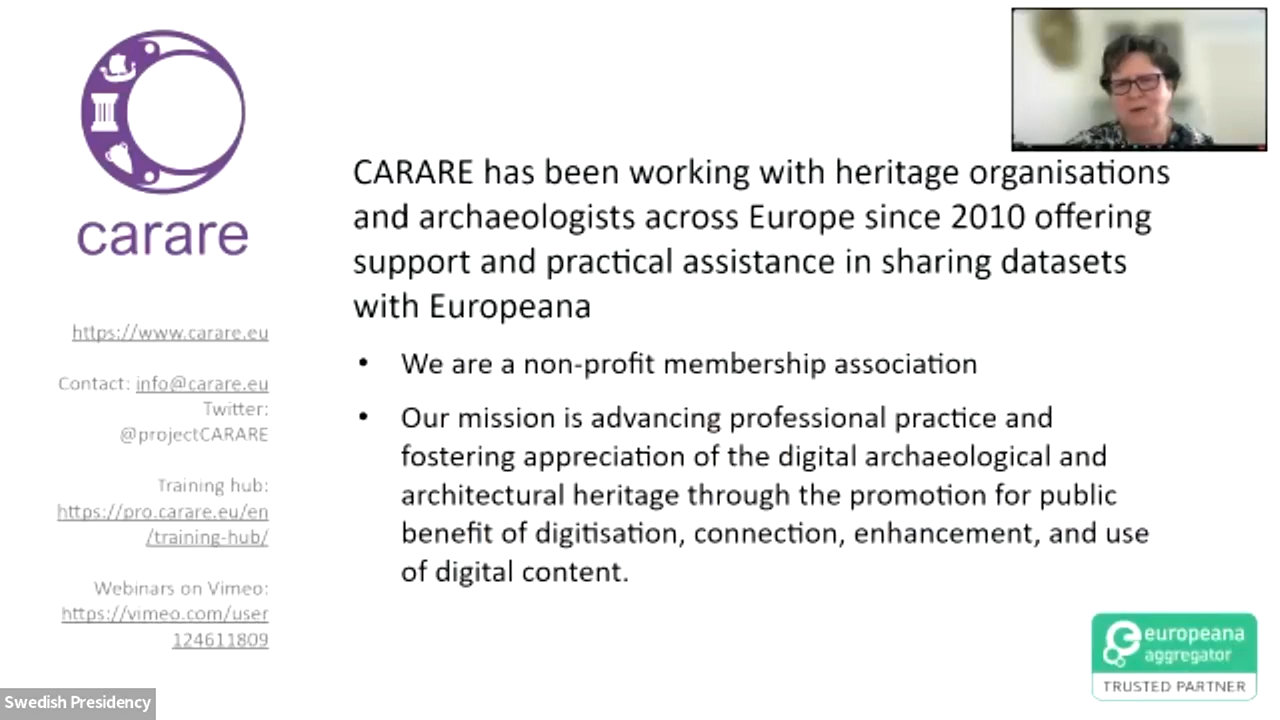 carare
https://www.carare.eu
Contact: info@carare.eu
Twitter:
@projectCARARE
Training hub:
https://pro.carare.eu/en
/training-hub/
Webinars on Vimeo:
https://vimeo.com/user
124611809
CARARE has been working with heritage organisations
and archaeologists across Europe since 2010 offering
support and practical assistance in sharing datasets
with Europeana
• We are a non-profit membership association
• Our mission is advancing professional practice and
fostering appreciation of the digital archaeological and
architectural heritage through the promotion for public
benefit of digitisation, connection, enhancement, and use
of digital content.
europeana
aggregator
TRUSTED PARTNER
Swedish Presidency